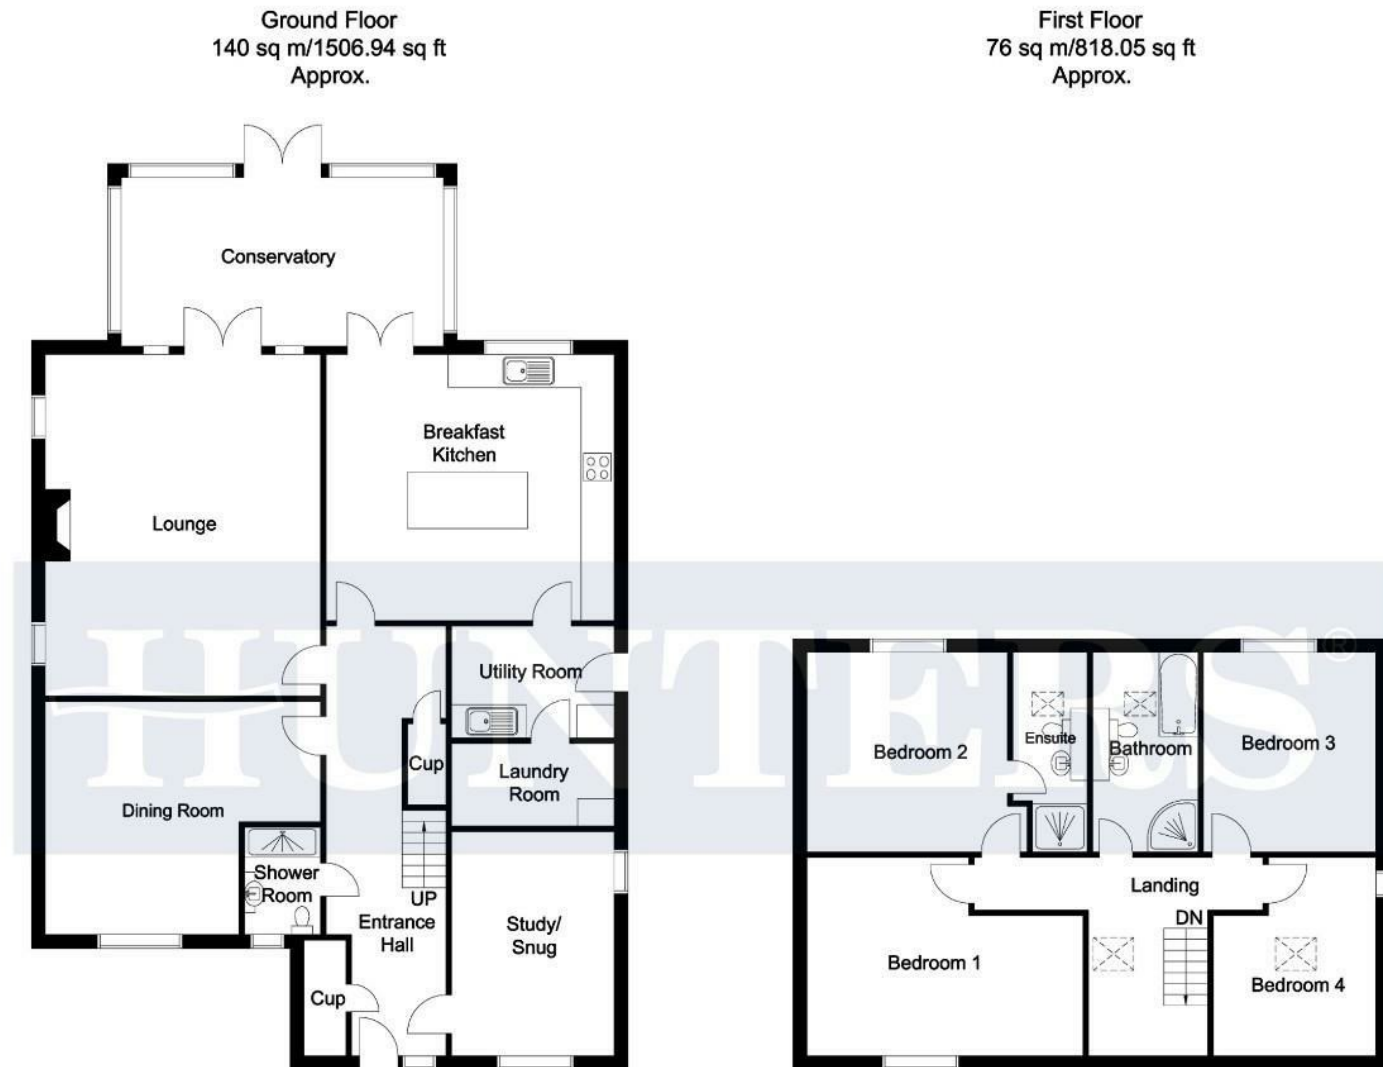 Ground Floor
140 sq m/1506.94 sq ft
Approx.
First Floor
76 sq m/818.05 sq ft
Approx.
Conservatory
Breakfast
Kitchen
Lounge
HUNTERS®
Utility Room
Cup
Laundry
Room
Dining Room
Shower
Room
UP
Entrance
Hall
Study/
Snug
Cup
Bedroom 2
Ensuite
Bathroom
Bedroom 3
Landing
DN
Bedroom 1
Bedroom 4